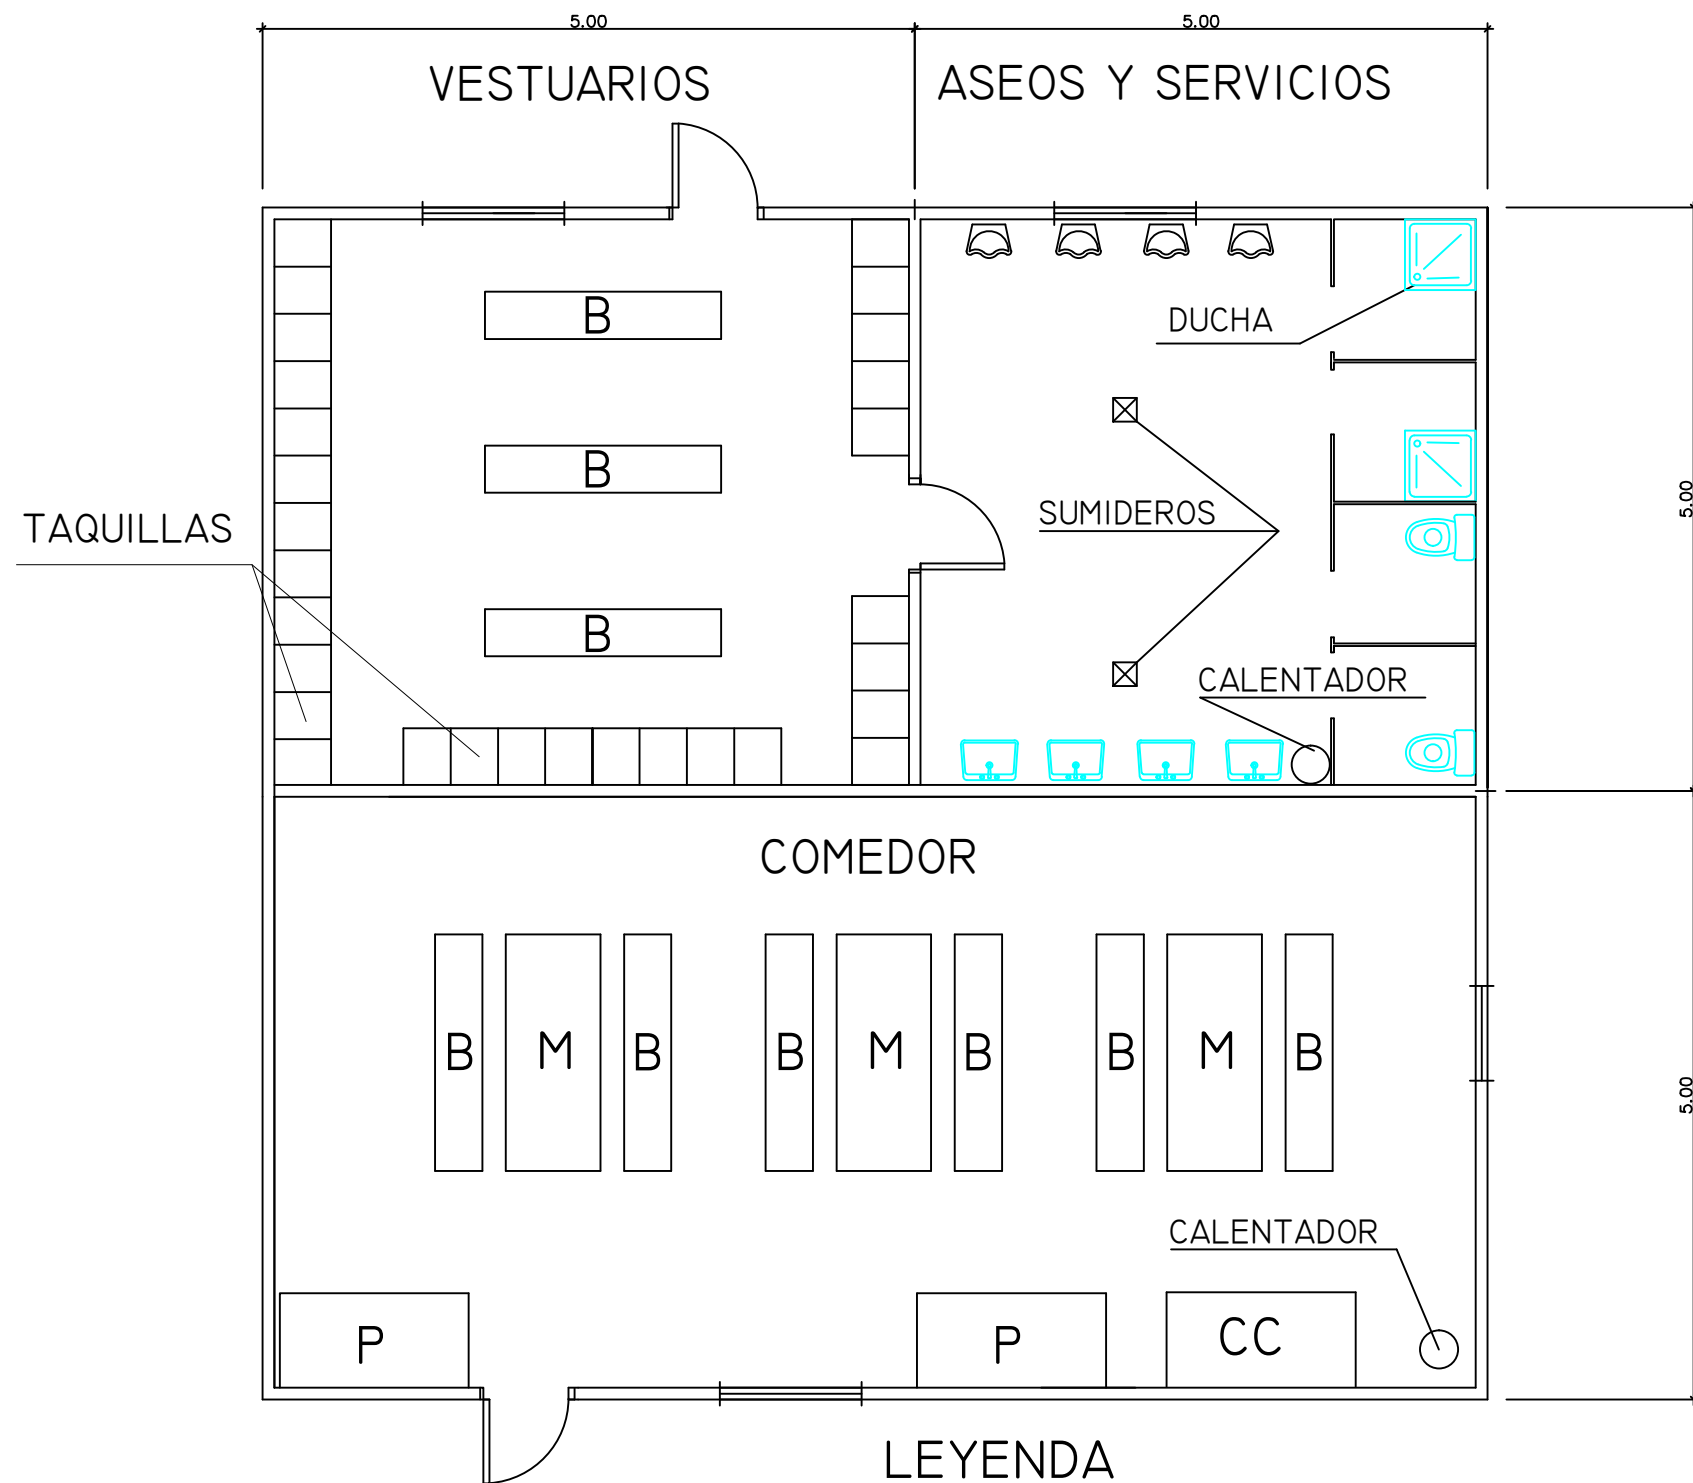 5.00 5.00
VESTUARIOS ASEOS Y SERVICIOS
B
DUCHA
B
5.00
TAQUILLAS
SUMIDEROS
B
CALENTADOR
COMEDOR
B M B B M B B M B
5.00
CALENTADOR
P P CC
LEYENDA